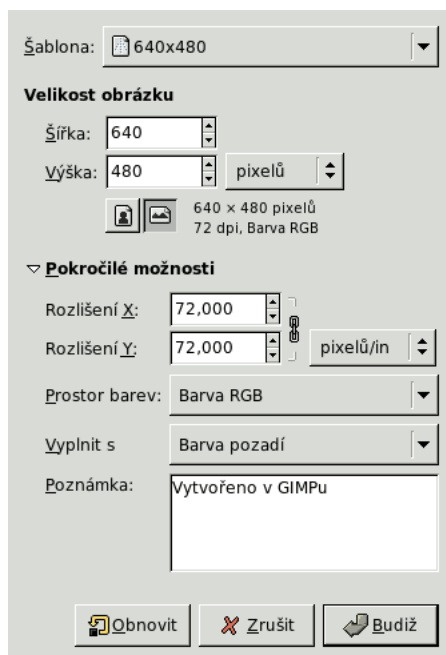 Šablona: 640x480
Velikost obrázku
Šířka: 640
Výška: 480 pixelů
640 × 480 pixelů
72 dpi, Barva RGB
Pokročilé možnosti
Rozlišení X: 72,000
Rozlišení Y: 72,000 pixelů/in
Prostor barev: Barva RGB
Vyplnit s Barva pozadí
Poznámka: Vytvořeno v GIMPu
Obnovit Zrušit Budiž